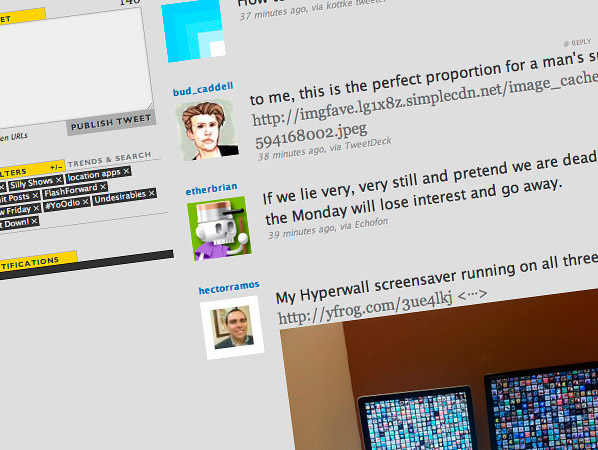 ET
140
How to
37 minutes ago, via kottke tweeter
@ REPLY
bud_caddell
to me, this is the perfect proportion for a man's
http://imgfave.lg1x8z.simplecdn.net/image_cache
594168002.jpeg
38 minutes ago, via TweetDeck
en URLs
PUBLISH TWEET
LTERS +/− TRENDS & SEARCH
× Silly Shows × location apps ×
it Posts × FlashForward ×
w Friday × #YoOdlo × Undesirables ×
t Down! ×
TIFICATIONS
etherbrian
If we lie very, very still and pretend we are dead
the Monday will lose interest and go away.
39 minutes ago, via Echofon
hectorramos
My Hyperwall screensaver running on all three
http://yfrog.com/3ue4lkj <···>